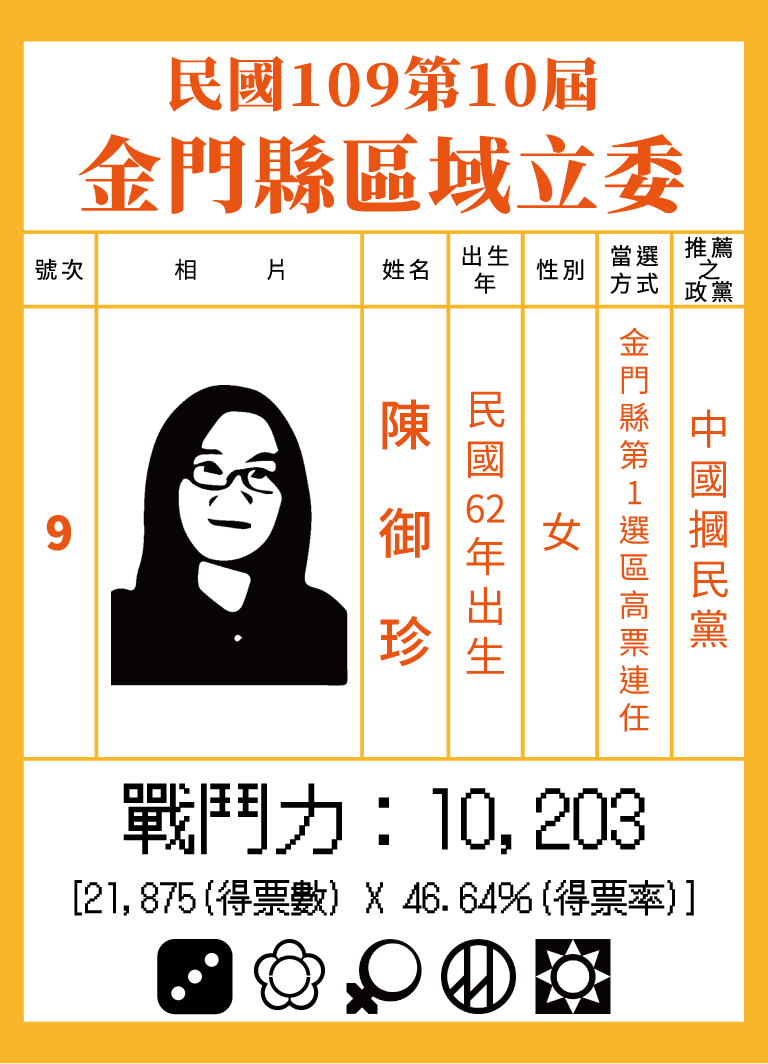 民國109第10屆
金門縣區域立委
號次
相 片
姓名
出生
年
性別
當選
方式
推薦
之
政黨
9
陳御珍
民國62年出生
女
金門縣第1選區高票連任
中國摑民黨
戰鬥力：10,203
[21,875(得票數) X 46.64%(得票率)]